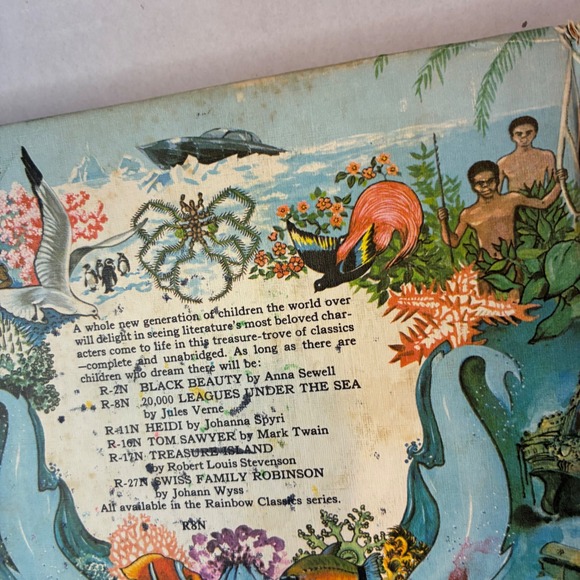 A whole new generation of children the world over
will delight in seeing literature's most beloved char-
acters come to life in this treasure-trove of classics
—complete and unabridged. As long as there are
children who dream there will be:
R-2N BLACK BEAUTY by Anna Sewell
R-8N 20,000 LEAGUES UNDER THE SEA
by Jules Verne
R-11N HEIDI by Johanna Spyri
R-16N TOM SAWYER by Mark Twain
R-17N TREASURE ISLAND
by Robert Louis Stevenson
R-27N SWISS FAMILY ROBINSON
by Johann Wyss
All available in the Rainbow Classics series.
R8N